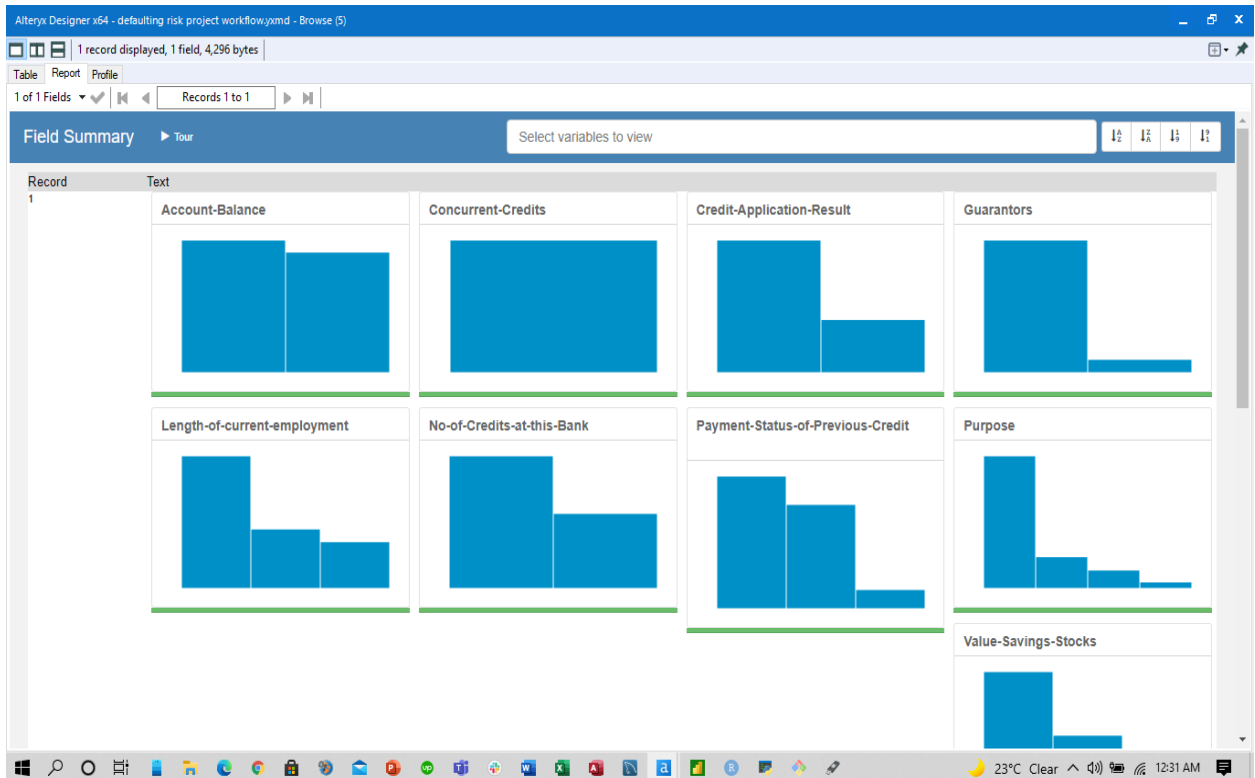 Alteryx Designer x64 - defaulting risk project workflow.yxmd - Browse (5)
1 record displayed, 1 field, 4,296 bytes
Table Report Profile
1 of 1 Fields Records 1 to 1
Field Summary Tour Select variables to view
Record Text
1
Account-Balance Concurrent-Credits Credit-Application-Result Guarantors
Length-of-current-employment No-of-Credits-at-this-Bank Payment-Status-of-Previous-Credit Purpose
Value-Savings-Stocks
23°C Clear 12:31 AM